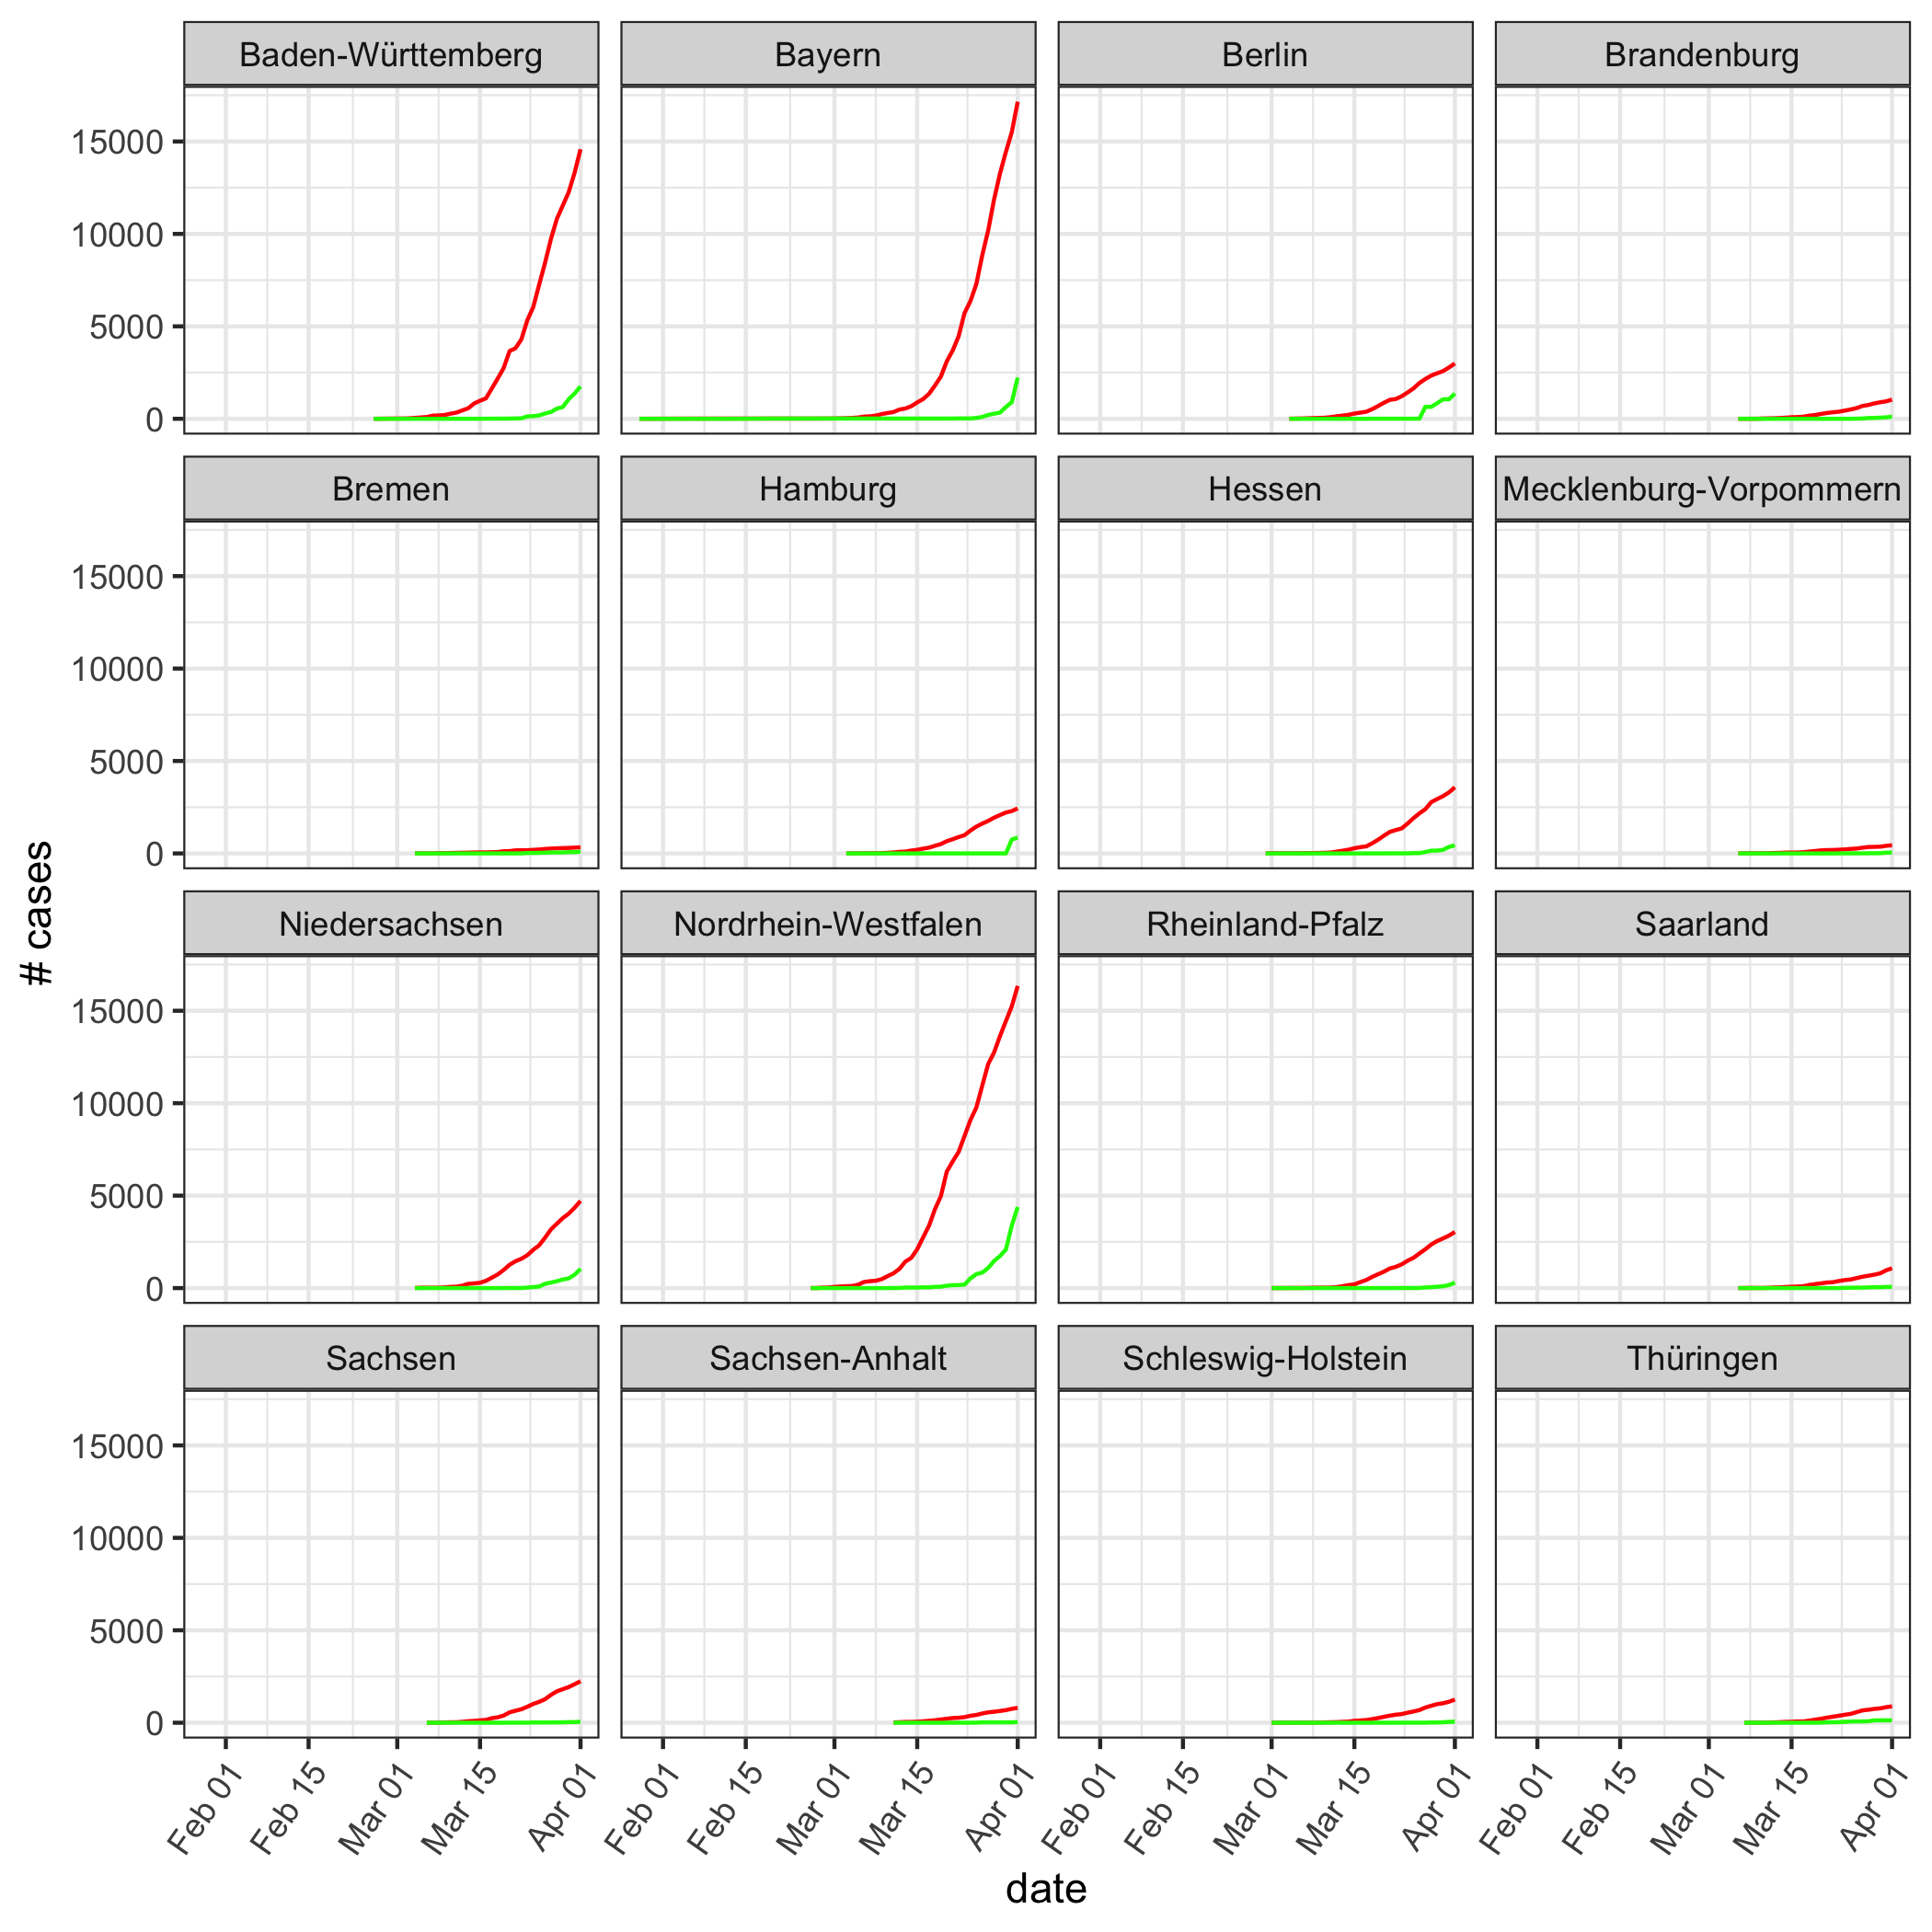 Baden-Württemberg
Bayern
Berlin
Brandenburg
15000
10000
5000
0
Bremen
Hamburg
Hessen
Mecklenburg-Vorpommern
15000
10000
5000
0
# cases
Niedersachsen
Nordrhein-Westfalen
Rheinland-Pfalz
Saarland
15000
10000
5000
0
Sachsen
Sachsen-Anhalt
Schleswig-Holstein
Thüringen
15000
10000
5000
0
Feb 01
Feb 15
Mar 01
Mar 15
Apr 01
Feb 01
Feb 15
Mar 01
Mar 15
Apr 01
Feb 01
Feb 15
Mar 01
Mar 15
Apr 01
Feb 01
Feb 15
Mar 01
Mar 15
Apr 01
date